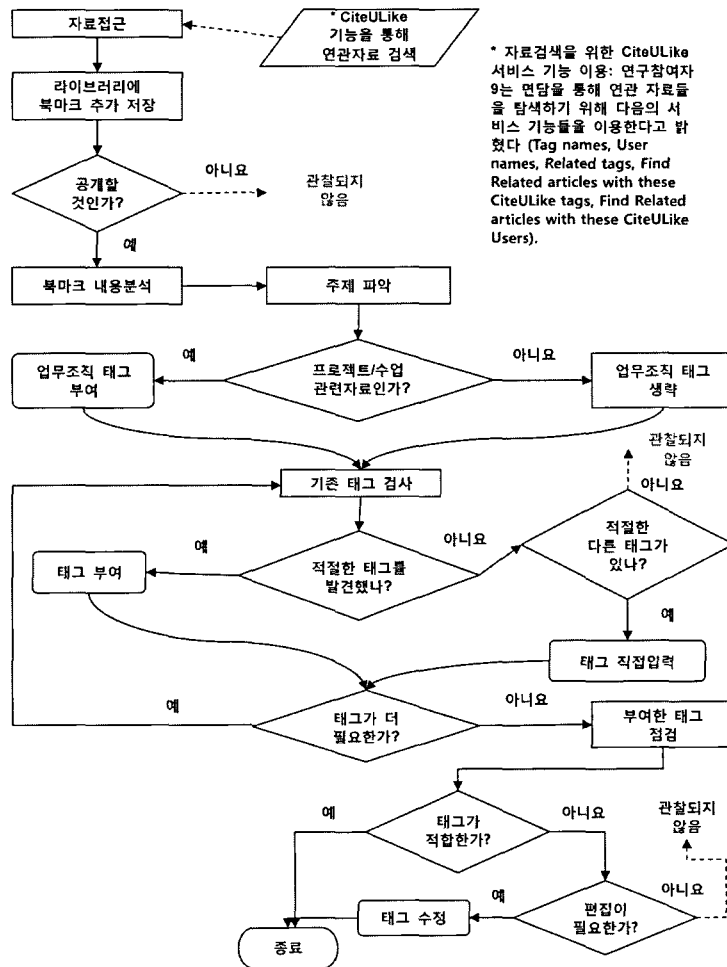 자료접근
* CiteULike
기능을 통해
연관자료 검색
* 자료검색을 위한 CiteULike
서비스 기능 이용: 연구참여자
9는 면담을 통해 연관 자료들
을 탐색하기 위해 다음의 서
비스 기능들을 이용한다고 밝
혔다 (Tag names, User
names, Related tags, Find
Related articles with these
CiteULike tags, Find Related
articles with these CiteULike
Users).
라이브러리에
북마크 추가 저장
공개할
것인가?
아니요
관찰되지
않음
예
북마크 내용분석
주제 파악
프로젝트/수업
관련자료인가?
예
아니요
업무조직 태그
부여
업무조직 태그
생략
기존 태그 검사
관찰되지
않음
아니요
적절한 태그를
발견했나?
예
아니요
적절한
다른 태그가
있나?
태그 부여
예
태그 직접입력
태그가 더
필요한가?
예
아니요
부여한 태그
점검
태그가
적합한가?
예
아니요
관찰되지
않음
편집이
필요한가?
예
아니요
태그 수정
종료